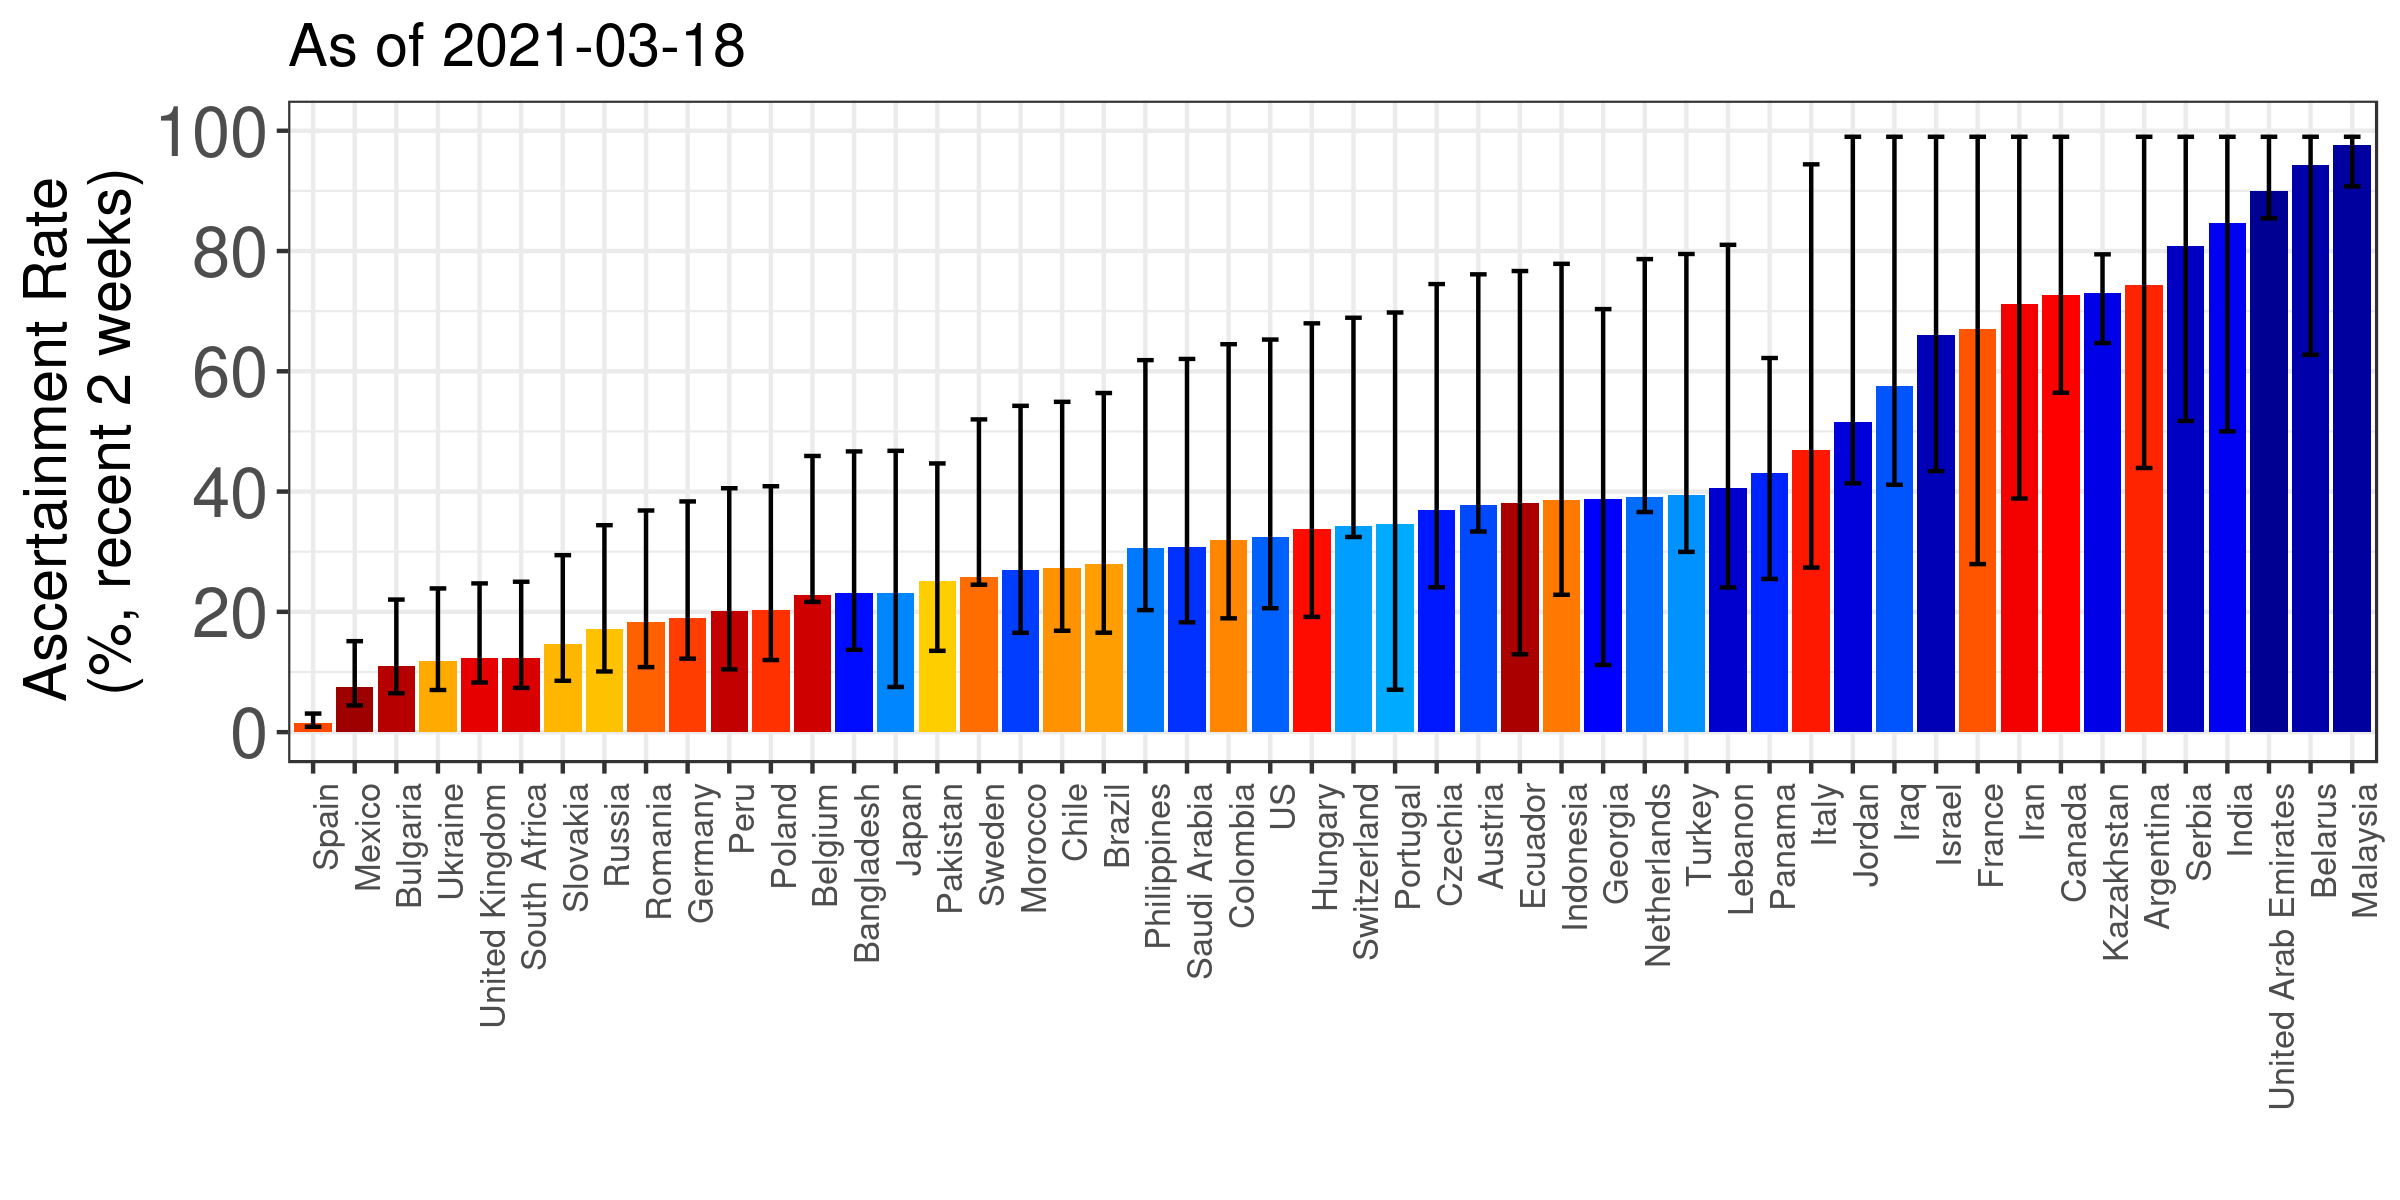 As of 2021-03-18
Ascertainment Rate
(%, recent 2 weeks)
100
80
60
40
20
0
Spain
Mexico
Bulgaria
Ukraine
United Kingdom
South Africa
Slovakia
Russia
Romania
Germany
Peru
Poland
Belgium
Bangladesh
Japan
Pakistan
Sweden
Morocco
Chile
Brazil
Philippines
Saudi Arabia
Colombia
US
Hungary
Switzerland
Portugal
Czechia
Austria
Ecuador
Indonesia
Georgia
Netherlands
Turkey
Lebanon
Panama
Italy
Jordan
Iraq
Israel
France
Iran
Canada
Kazakhstan
Argentina
Serbia
India
United Arab Emirates
Belarus
Malaysia